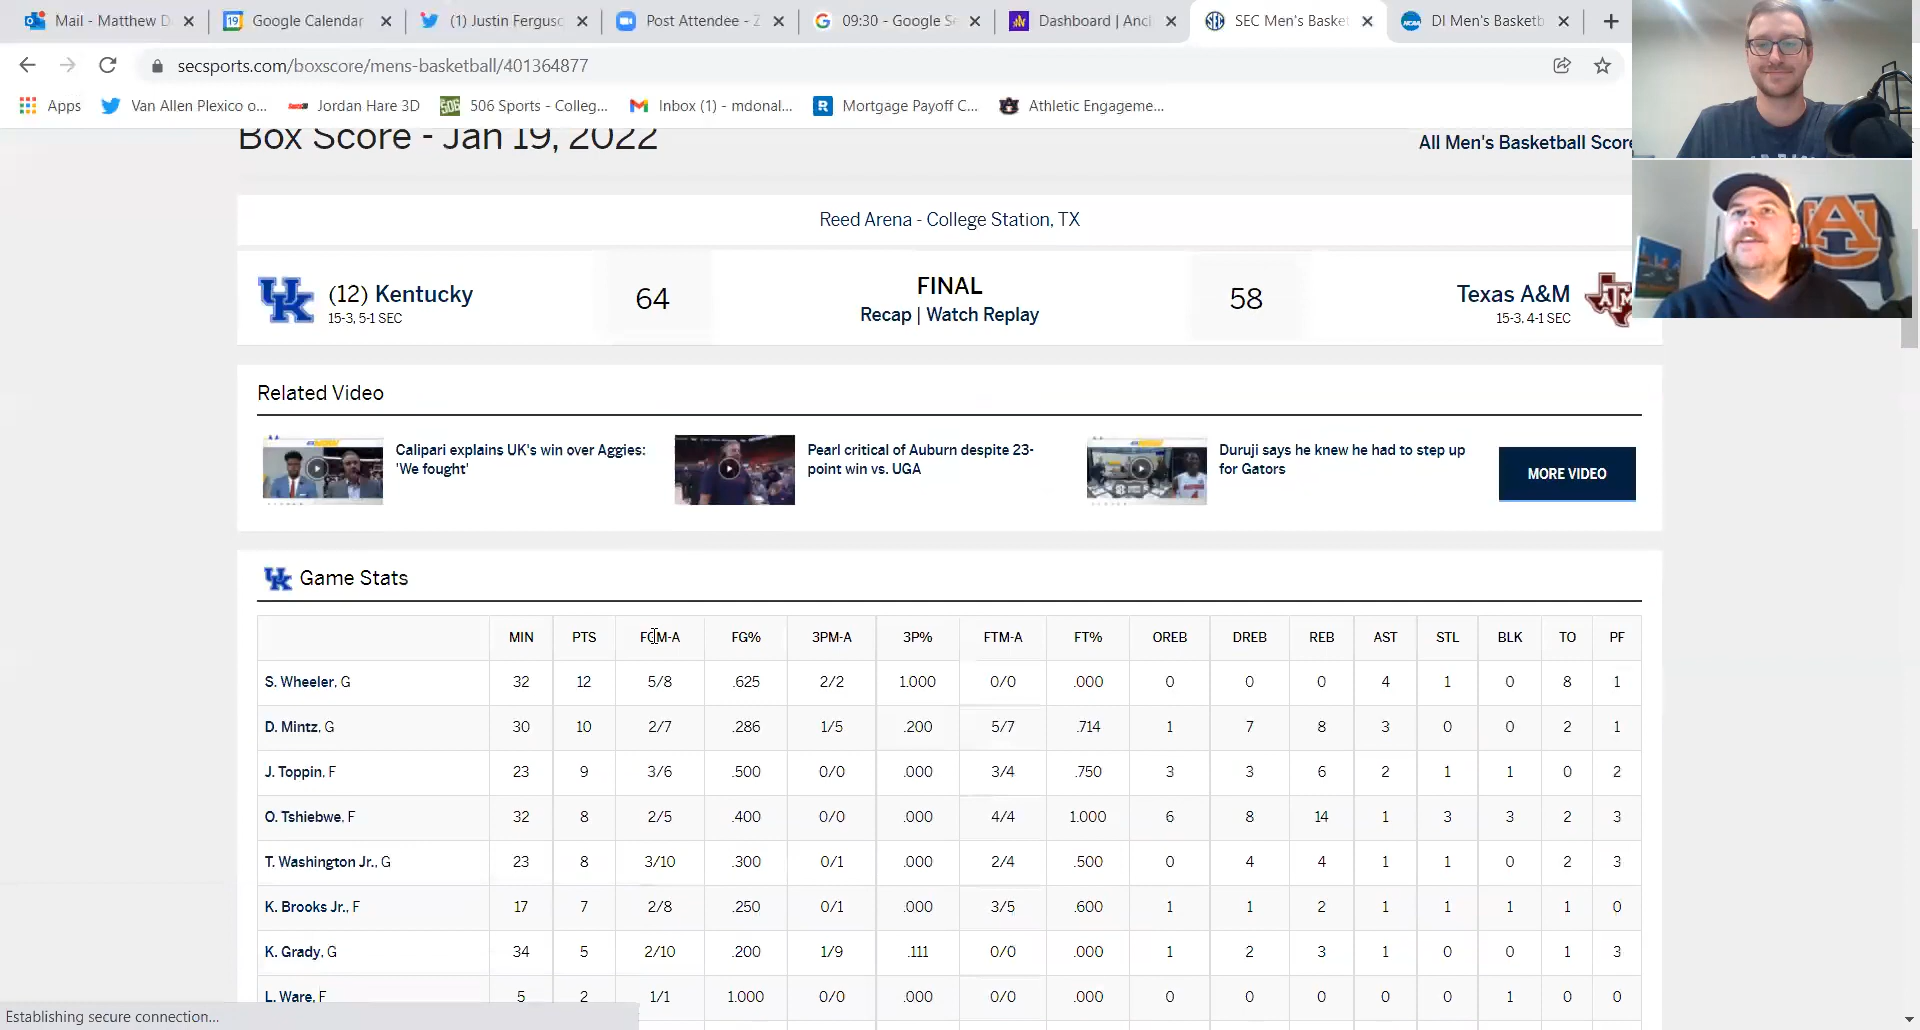 Mail - Matthew D
Google Calendar
(1) Justin Ferguso
Post Attendee - Z
09:30 - Google Se
Dashboard | Anch
SEC Men's Basket
DI Men's Basketb
secsports.com/boxscore/mens-basketball/401364877
Apps
Van Allen Plexico o...
Jordan Hare 3D
506 Sports - Colleg...
Inbox (1) - mdonal...
Mortgage Payoff C...
Athletic Engageme...
Box Score - Jan 19, 2022
All Men's Basketball Score
Reed Arena - College Station, TX
(12) Kentucky
15-3, 5-1 SEC
64
FINAL
Recap | Watch Replay
58
Texas A&M
15-3, 4-1 SEC
Related Video
Calipari explains UK's win over Aggies:
'We fought'
Pearl critical of Auburn despite 23-
point win vs. UGA
Duruji says he knew he had to step up
for Gators
MORE VIDEO
Game Stats
MIN PTS FGM-A FG% 3PM-A 3P% FTM-A FT% OREB DREB REB AST STL BLK TO PF
S. Wheeler, G 32 12 5/8 .625 2/2 1.000 0/0 .000 0 0 0 4 1 0 8 1
D. Mintz, G 30 10 2/7 .286 1/5 .200 5/7 .714 1 7 8 3 0 0 2 1
J. Toppin, F 23 9 3/6 .500 0/0 .000 3/4 .750 3 3 6 2 1 1 0 2
O. Tshiebwe, F 32 8 2/5 .400 0/0 .000 4/4 1.000 6 8 14 1 3 3 2 3
T. Washington Jr., G 23 8 3/10 .300 0/1 .000 2/4 .500 0 4 4 1 1 0 2 3
K. Brooks Jr., F 17 7 2/8 .250 0/1 .000 3/5 .600 1 1 2 1 1 1 1 0
K. Grady, G 34 5 2/10 .200 1/9 .111 0/0 .000 1 2 3 1 0 0 1 3
L. Ware, F 5 2 1/1 1.000 0/0 .000 0/0 .000 0 0 0 0 0 1 0 0
Establishing secure connection...